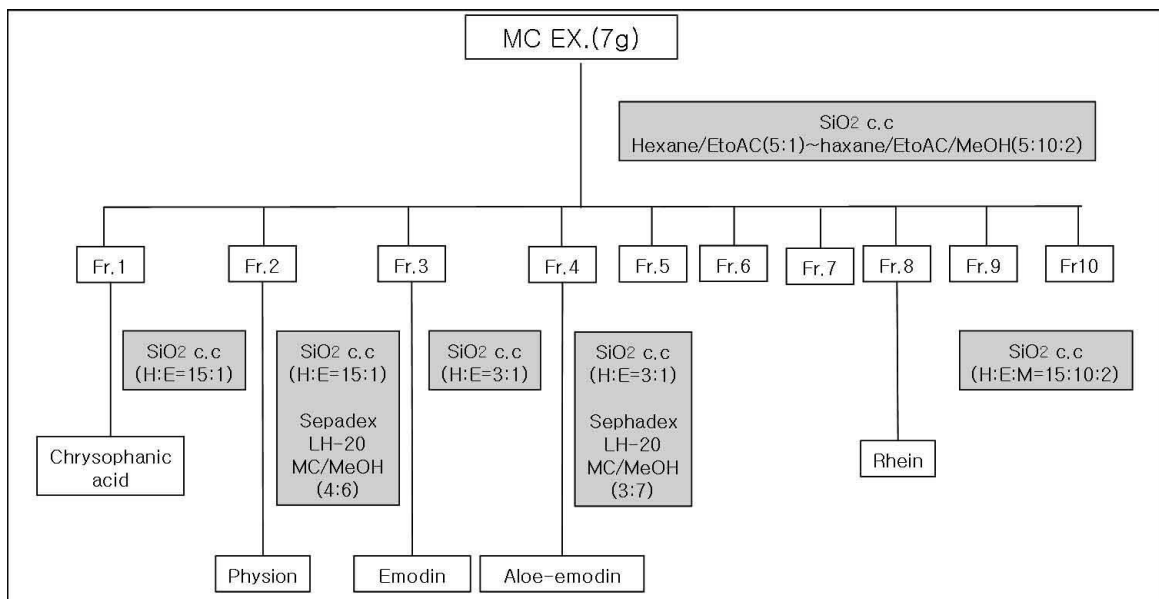 MC EX.(7g)
SiO2 c.c
Hexane/EtoAC(5:1)~haxane/EtoAC/MeOH(5:10:2)
Fr.1
Fr.2
Fr.3
Fr.4
Fr.5
Fr.6
Fr.7
Fr.8
Fr.9
Fr10
SiO2 c.c
(H:E=15:1)
SiO2 c.c
(H:E=15:1)
Sepadex
LH-20
MC/MeOH
(4:6)
SiO2 c.c
(H:E=3:1)
SiO2 c.c
(H:E=3:1)
Sephadex
LH-20
MC/MeOH
(3:7)
SiO2 c.c
(H:E:M=15:10:2)
Chrysophanic
acid
Rhein
Physion
Emodin
Aloe-emodin